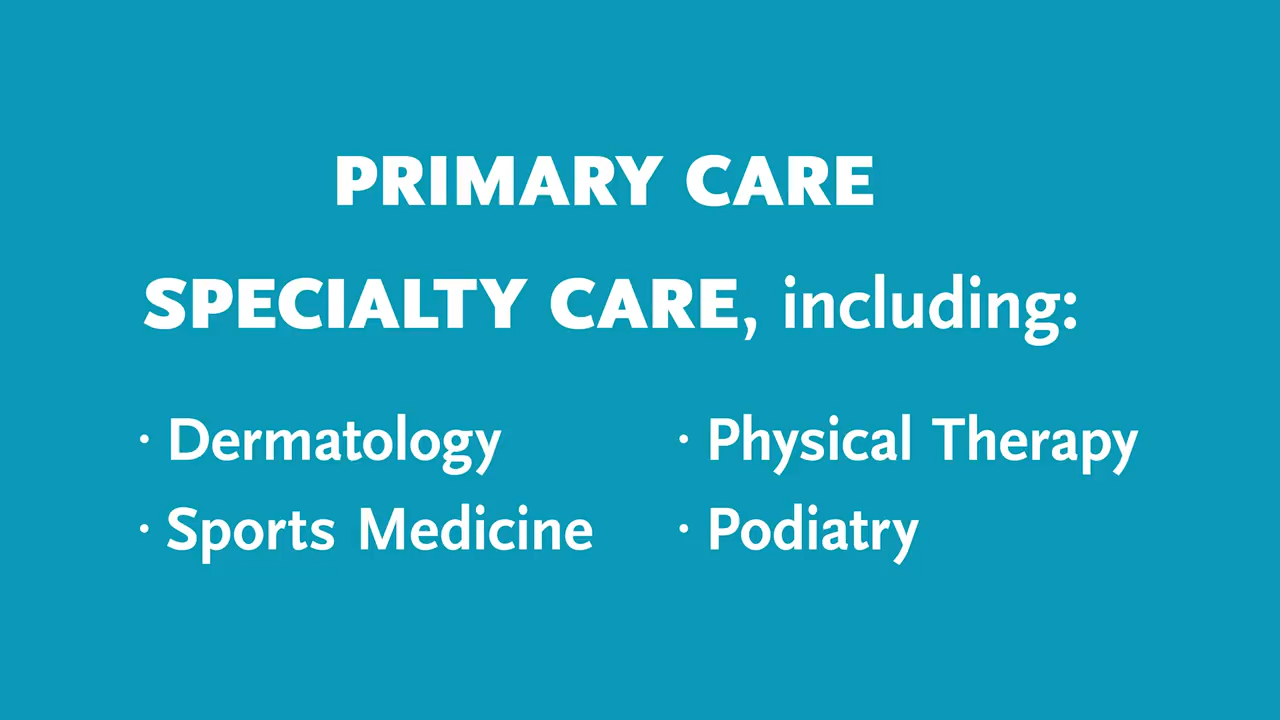 PRIMARY CARE
SPECIALTY CARE, including:
· Dermatology
· Sports Medicine
· Physical Therapy
· Podiatry